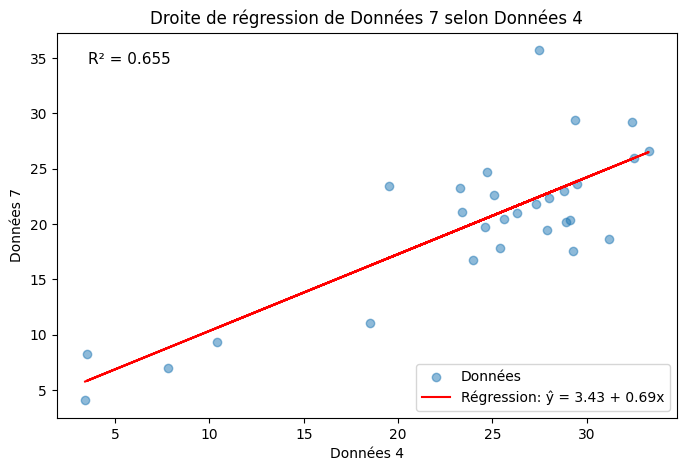 Droite de régression de Données 7 selon Données 4
R² = 0.655
35
30
25
20
15
10
5
Données 7
5
10
15
20
25
30
Données 4
Données
Régression: ŷ = 3.43 + 0.69x